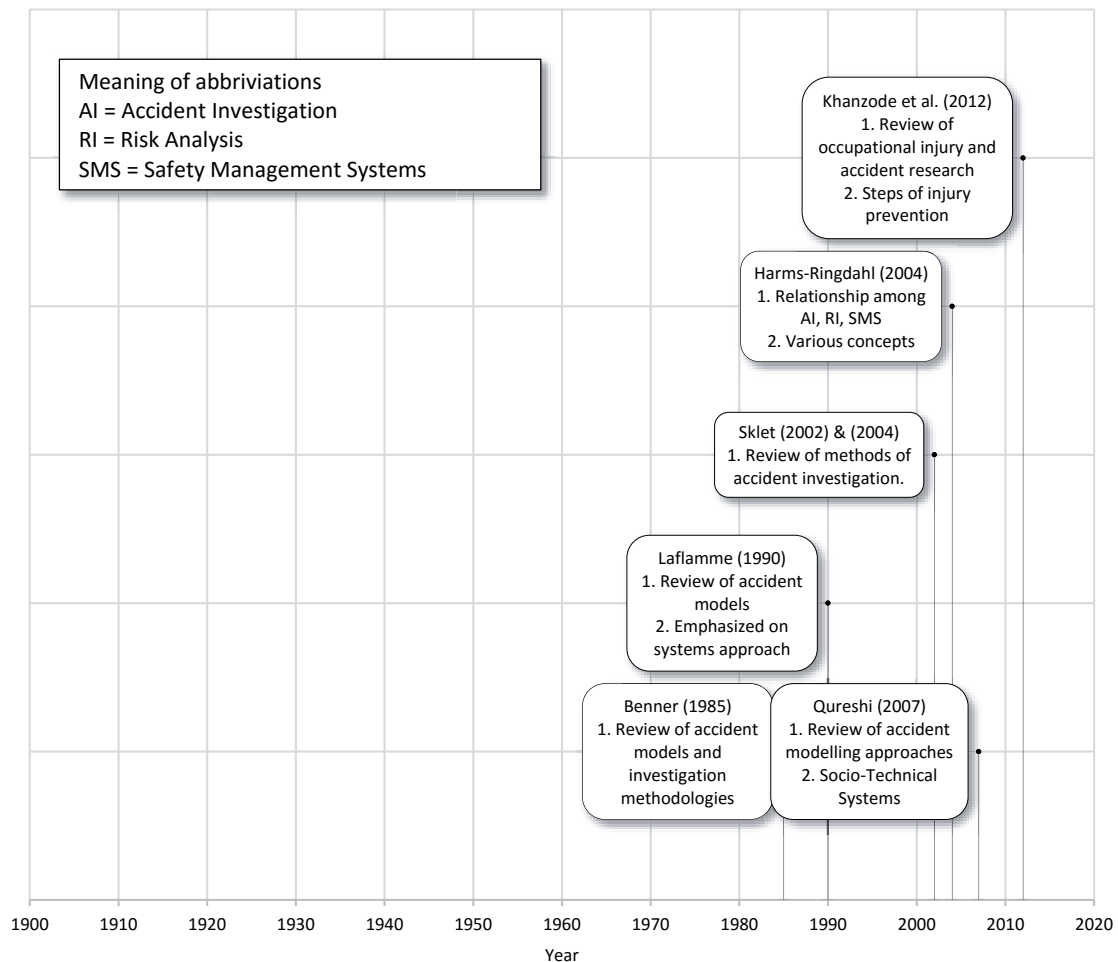 Meaning of abbriviations
AI = Accident Investigation
RI = Risk Analysis
SMS = Safety Management Systems
Khanzode et al. (2012)
1. Review of
occupational injury and
accident research
2. Steps of injury
prevention
Harms-Ringdahl (2004)
1. Relationship among
AI, RI, SMS
2. Various concepts
Sklet (2002) & (2004)
1. Review of methods of
accident investigation.
Laflamme (1990)
1. Review of accident
models
2. Emphasized on
systems approach
Benner (1985)
1. Review of accident
models and
investigation
methodologies
Qureshi (2007)
1. Review of accident
modelling approaches
2. Socio-Technical
Systems
1900 1910 1920 1930 1940 1950 1960 1970 1980 1990 2000 2010 2020
Year